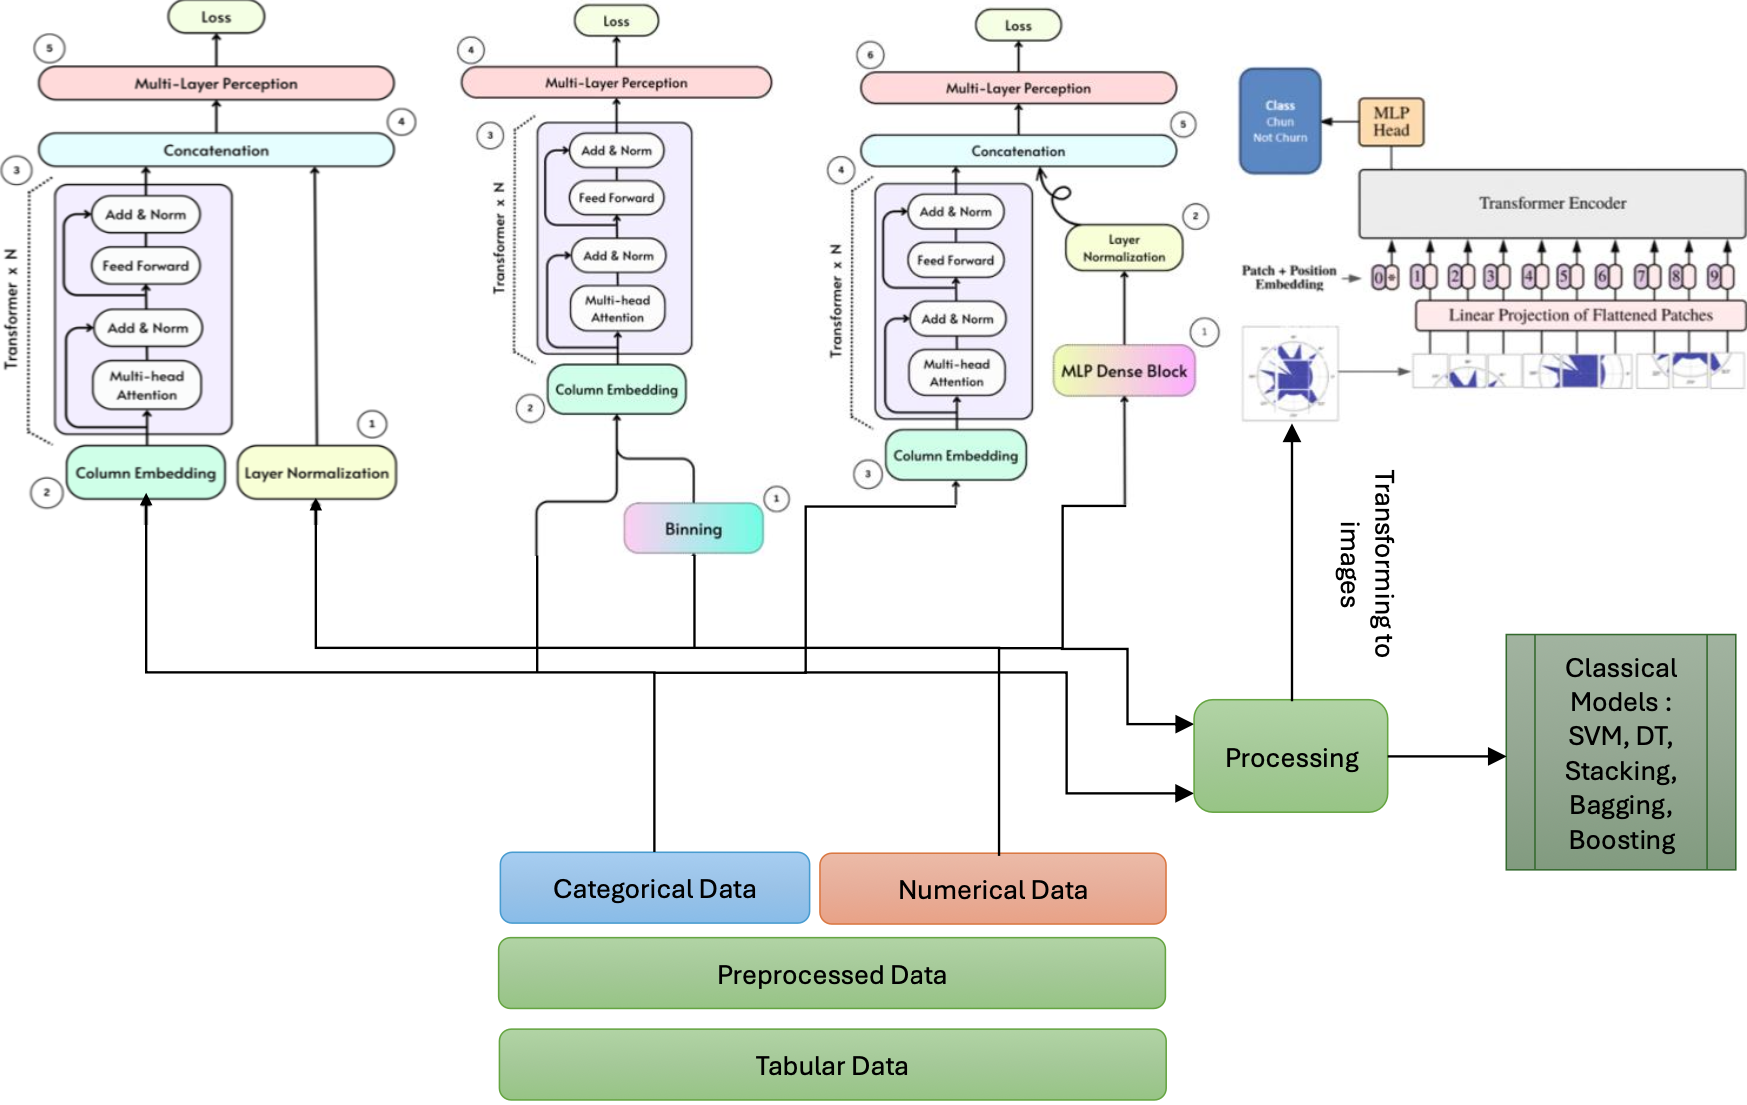 Loss
5
Multi-Layer Perception
4
Concatenation
3
Transformer x N
Add & Norm
Feed Forward
Add & Norm
Multi-head
Attention
1
Column Embedding
Layer Normalization
2
Loss
4
Multi-Layer Perception
3
Transformer x N
Add & Norm
Feed Forward
Add & Norm
Multi-head
Attention
Column Embedding
2
1
Binning
Loss
6
Multi-Layer Perception
5
Concatenation
4
Transformer x N
Add & Norm
Feed Forward
Add & Norm
Multi-head
Attention
2
Layer
Normalization
1
MLP Dense Block
Column Embedding
3
Class
Chun
Not Churn
MLP
Head
Transformer Encoder
Patch + Position
Embedding
0 * 1 2 3 4 5 6 7 8 9
Linear Projection of Flattened Patches
Transforming to
images
Processing
Classical
Models :
SVM, DT,
Stacking,
Bagging,
Boosting
Categorical Data
Numerical Data
Preprocessed Data
Tabular Data